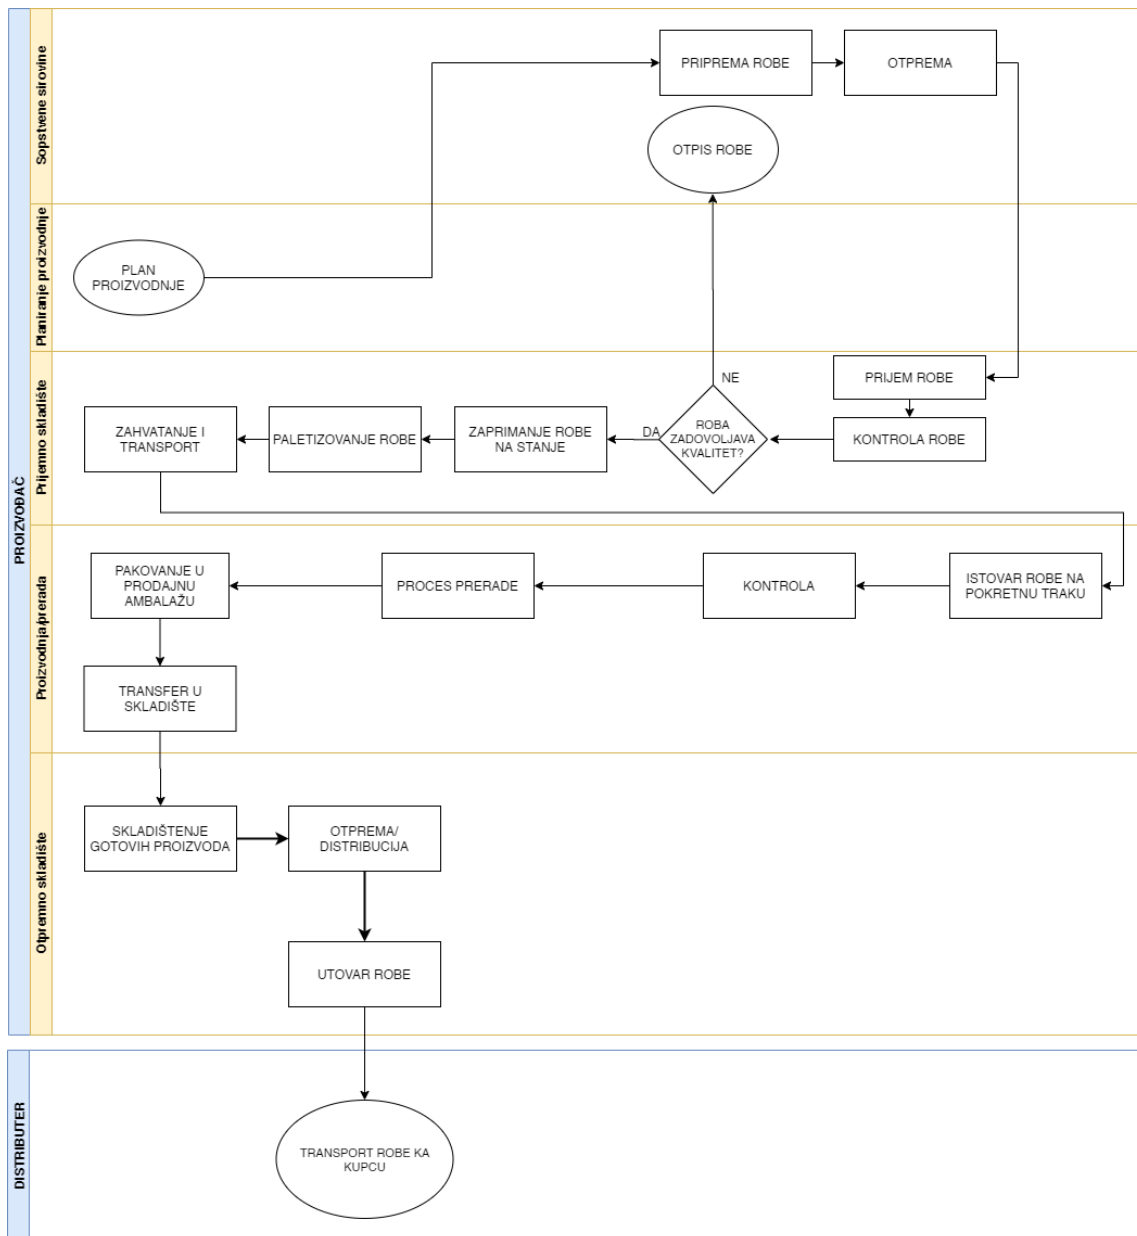 PROIZVOĐAČ
Sopstvene sirovine
PRIPREMA ROBE
OTPREMA
OTPIS ROBE
Planiranje proizvodnje
PLAN
PROIZVODNJE
Prijemno skladište
NE
PRIJEM ROBE
ZAHVATANJE I
TRANSPORT
PALETIZOVANJE ROBE
ZAPRIMANJE ROBE
NA STANJE
DA
ROBA
ZADOVOLJAVA
KVALITET?
KONTROLA ROBE
Proizvodnja/prerada
PAKOVANJE U
PRODAJNU
AMBALAŽU
PROCES PRERADE
KONTROLA
ISTOVAR ROBE NA
POKRETNU TRAKU
TRANSFER U
SKLADIŠTE
Otpremno skladište
SKLADIŠTENJE
GOTOVIH PROIZVODA
OTPREMA/
DISTRIBUCIJA
UTOVAR ROBE
DISTRIBUTER
TRANSPORT ROBE KA
KUPCU